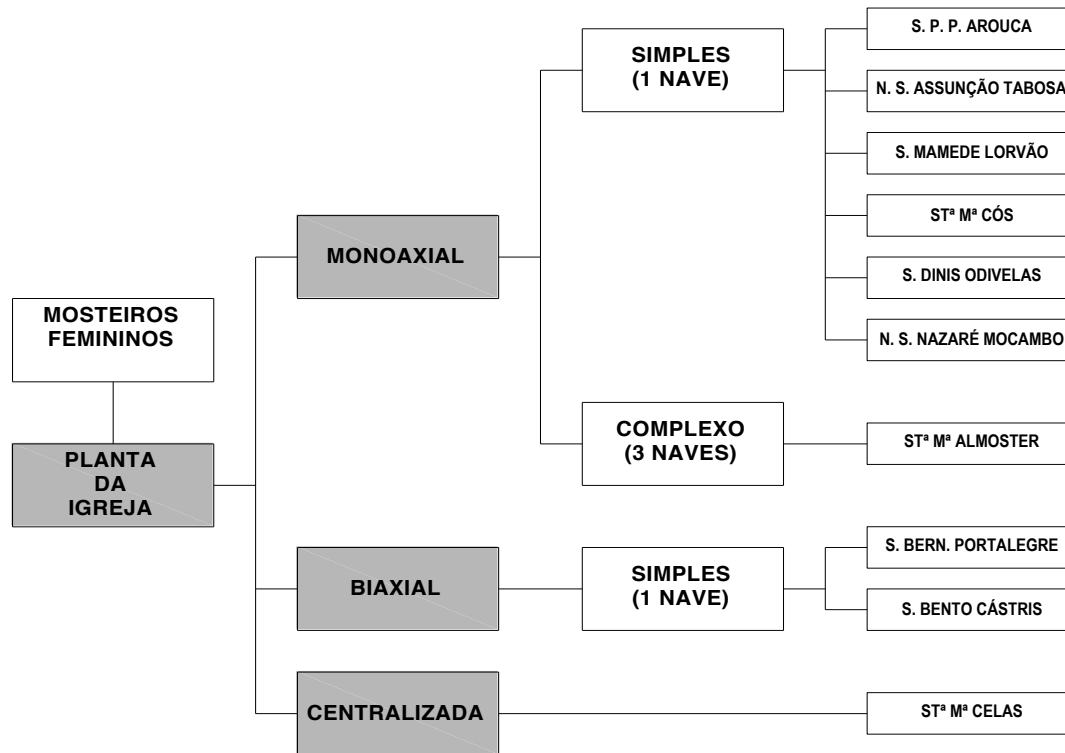 MOSTEIROS
FEMININOS
PLANTA
DA
IGREJA
MONOAXIAL
SIMPLES
(1 NAVE)
S. P. P. AROUCA
N. S. ASSUNÇÃO TABOSA
S. MAMEDE LORVÃO
STª Mª CÓS
S. DINIS ODIVELAS
N. S. NAZARÉ MOCAMBO
COMPLEXO
(3 NAVES)
STª Mª ALMOSTER
BIAXIAL
SIMPLES
(1 NAVE)
S. BERN. PORTALEGRE
S. BENTO CÁSTRIS
CENTRALIZADA
STª Mª CELAS